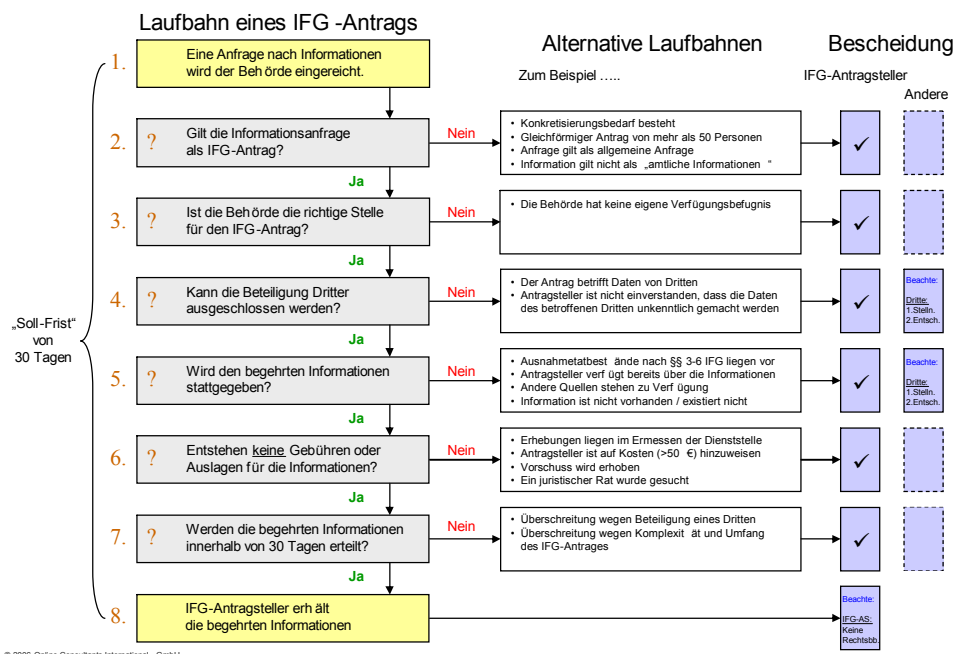 Laufbahn eines IFG -Antrags
Alternative Laufbahnen
Bescheidung
Zum Beispiel …..
IFG-Antragsteller
Andere
„Soll-Frist“
von
30 Tagen
1.
Eine Anfrage nach Informationen
wird der Beh örde eingereicht.
2.
?
Gilt die Informationsanfrage
als IFG-Antrag?
Nein
• Konkretisierungsbedarf besteht
• Gleichförmiger Antrag von mehr als 50 Personen
• Anfrage gilt als allgemeine Anfrage
• Information gilt nicht als „amtliche Informationen “
✓
Ja
3.
?
Ist die Beh örde die richtige Stelle
für den IFG-Antrag?
Nein
• Die Behörde hat keine eigene Verfügungsbefugnis
✓
Ja
4.
?
Kann die Beteiligung Dritter
ausgeschlossen werden?
Nein
• Der Antrag betrifft Daten von Dritten
• Antragsteller ist nicht einverstanden, dass die Daten
des betroffenen Dritten unkenntlich gemacht werden
✓
Beachte:
Dritte:
1.Stelln.
2.Entsch.
Ja
5.
?
Wird den begehrten Informationen
stattgegeben?
Nein
• Ausnahmetatbest ände nach §§ 3-6 IFG liegen vor
• Antragsteller verf ügt bereits über die Informationen
• Andere Quellen stehen zu Verf ügung
• Information ist nicht vorhanden / existiert nicht
✓
Beachte:
Dritte:
1.Stelln.
2.Entsch.
Ja
6.
?
Entstehen keine Gebühren oder
Auslagen für die Informationen?
Nein
• Erhebungen liegen im Ermessen der Dienststelle
• Antragsteller ist auf Kosten (>50 €) hinzuweisen
• Vorschuss wird erhoben
• Ein juristischer Rat wurde gesucht
✓
Ja
7.
?
Werden die begehrten Informationen
innerhalb von 30 Tagen erteilt?
Nein
• Überschreitung wegen Beteiligung eines Dritten
• Überschreitung wegen Komplexit ät und Umfang
des IFG-Antrages
✓
Ja
8.
IFG-Antragsteller erh ält
die begehrten Informationen
Beachte:
IFG-AS:
Keine
Rechtsbb.